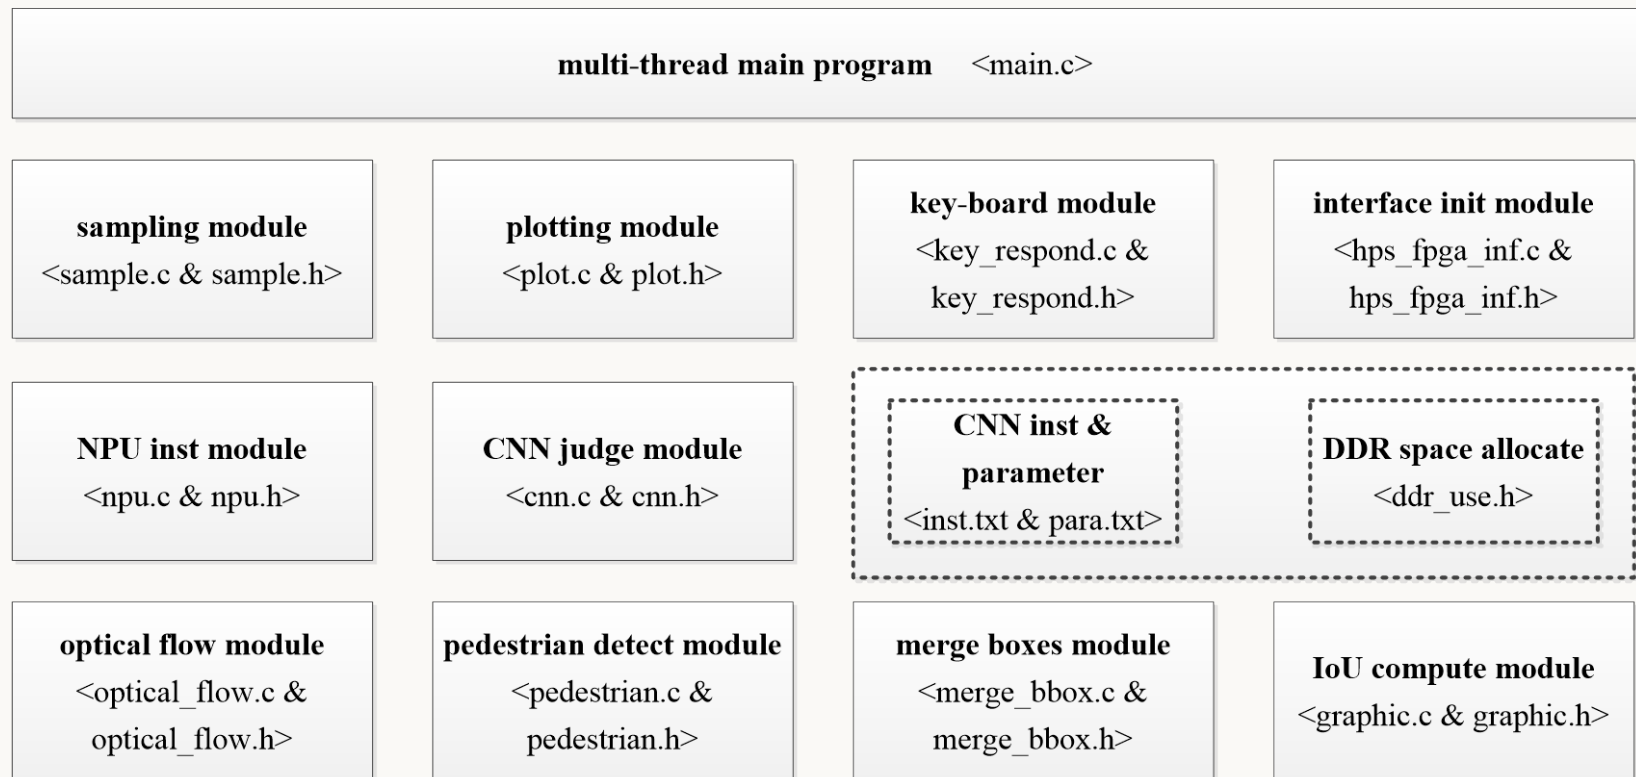 multi-thread main program <main.c>
sampling module
<sample.c & sample.h>
plotting module
<plot.c & plot.h>
key-board module
<key_respond.c &
key_respond.h>
interface init module
<hps_fpga_inf.c &
hps_fpga_inf.h>
NPU inst module
<npu.c & npu.h>
CNN judge module
<cnn.c & cnn.h>
CNN inst &
parameter
<inst.txt & para.txt>
DDR space allocate
<ddr_use.h>
optical flow module
<optical_flow.c &
optical_flow.h>
pedestrian detect module
<pedestrian.c &
pedestrian.h>
merge boxes module
<merge_bbox.c &
merge_bbox.h>
IoU compute module
<graphic.c & graphic.h>